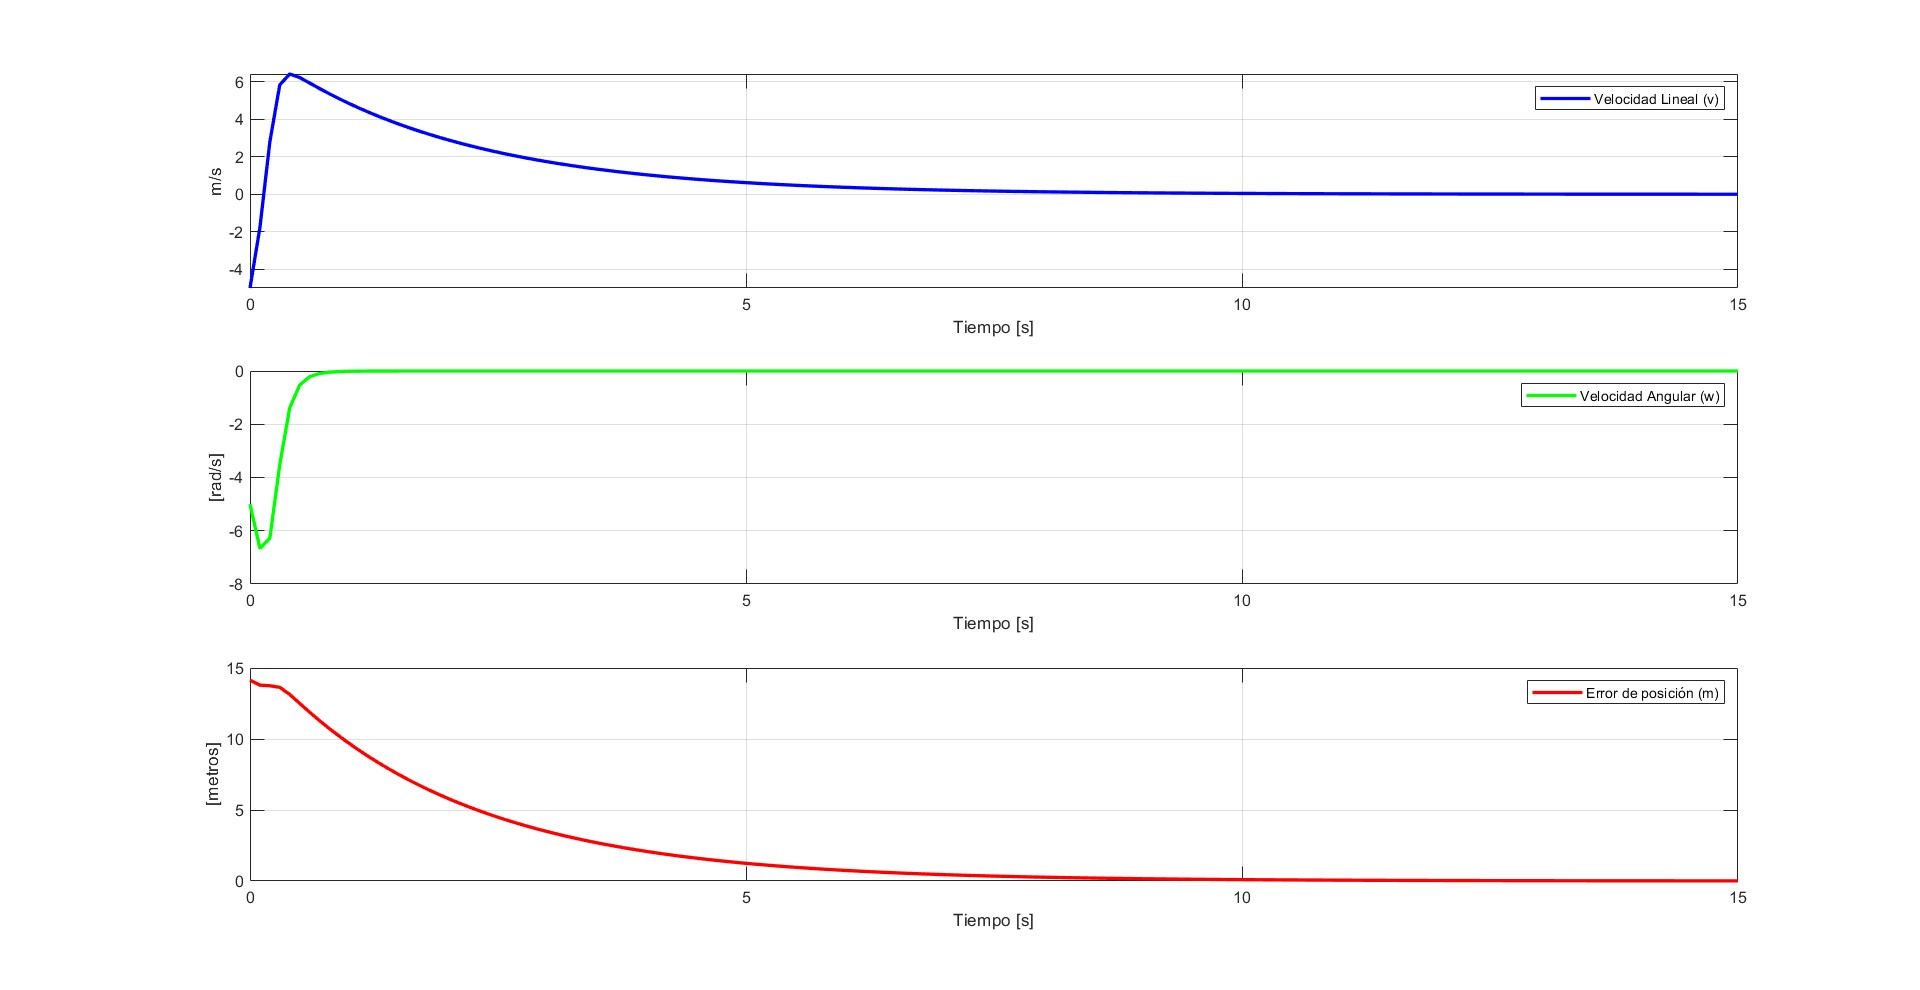 6
4
2
0
-2
-4
m/s
Velocidad Lineal (v)
0 5 10 15
Tiempo [s]
0
-2
-4
-6
-8
[rad/s]
Velocidad Angular (w)
0 5 10 15
Tiempo [s]
15
10
5
0
[metros]
Error de posición (m)
0 5 10 15
Tiempo [s]